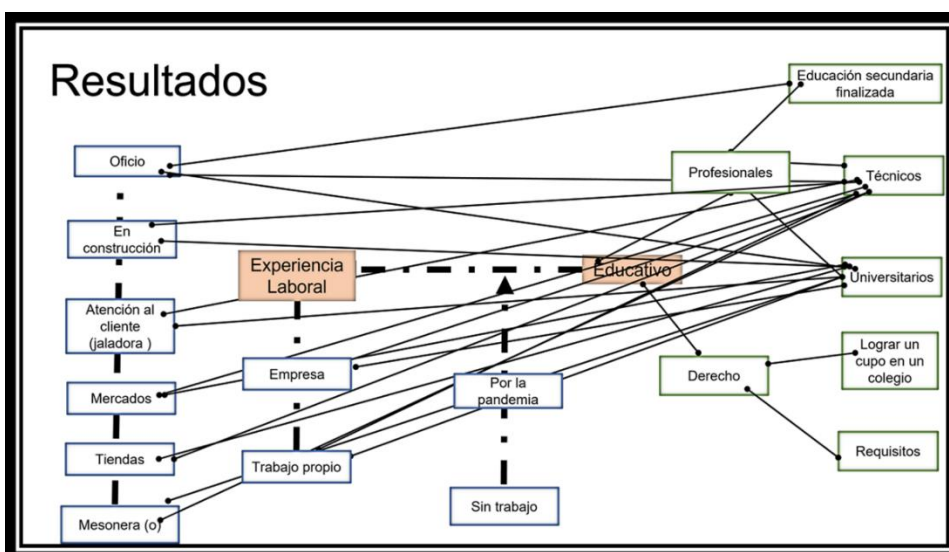 Resultados
Educación secundaria
finalizada
Oficio
Profesionales
Técnicos
En
construcción
Experiencia
Laboral
Educativo
Universitarios
Atención al
cliente
(jaladora )
Empresa
Por la
pandemia
Derecho
Lograr un
cupo en un
colegio
Mercados
Tiendas
Trabajo propio
Requisitos
Sin trabajo
Mesonera (o)